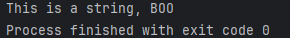 This is a string, BOO
Process finished with exit code 0